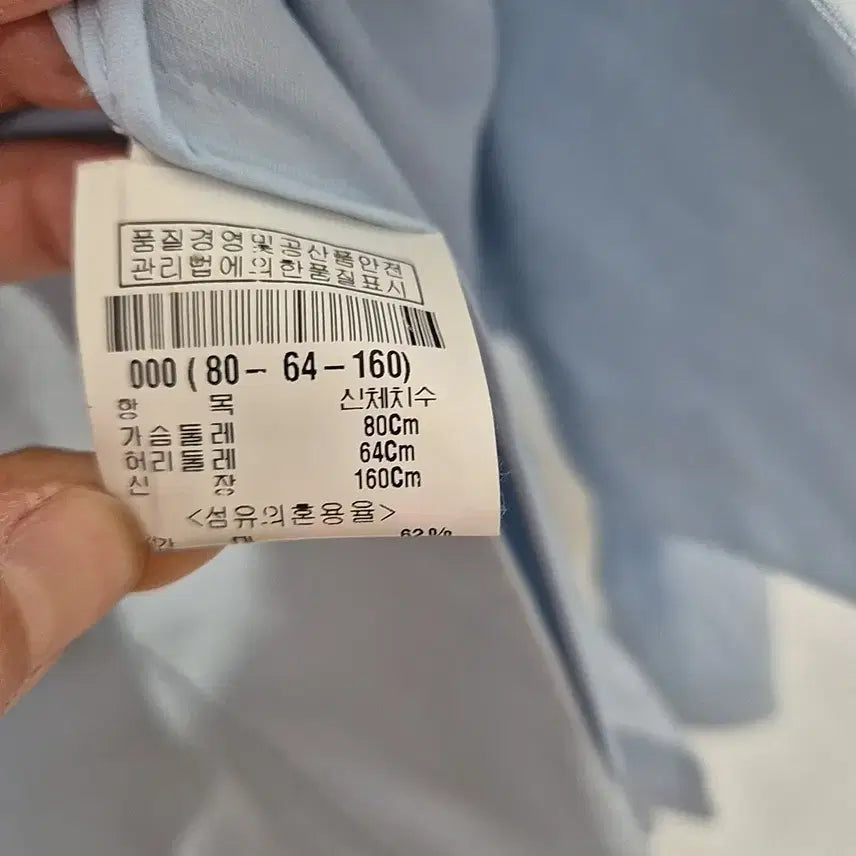 품질경영및공산품안전
관리법에의한품질표시
000 ( 80- 64-160)
항 목 신체치수
가슴둘레 80Cm
허리둘레 64Cm
신 장 160Cm
<섬유의혼용율>
62%